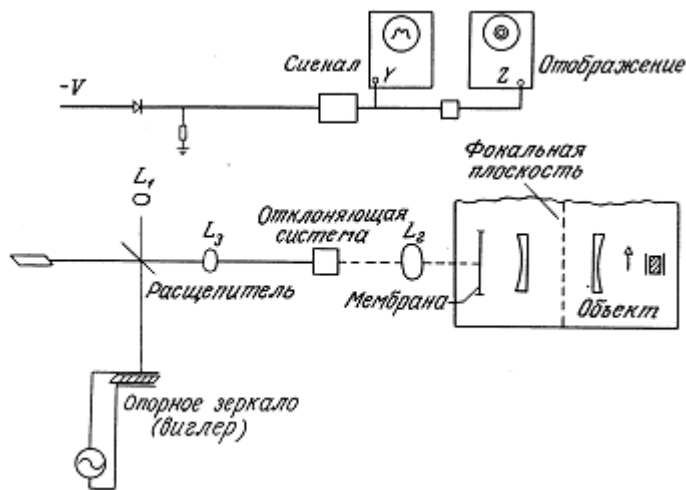 Сигнал
Y
Z
Отображение
-V
Фокальная
плоскость
L₁
Отклоняющая
система
L₃
L₂
Расщепитель
Мембрана
Объект
Опорное зеркало
(виглер)